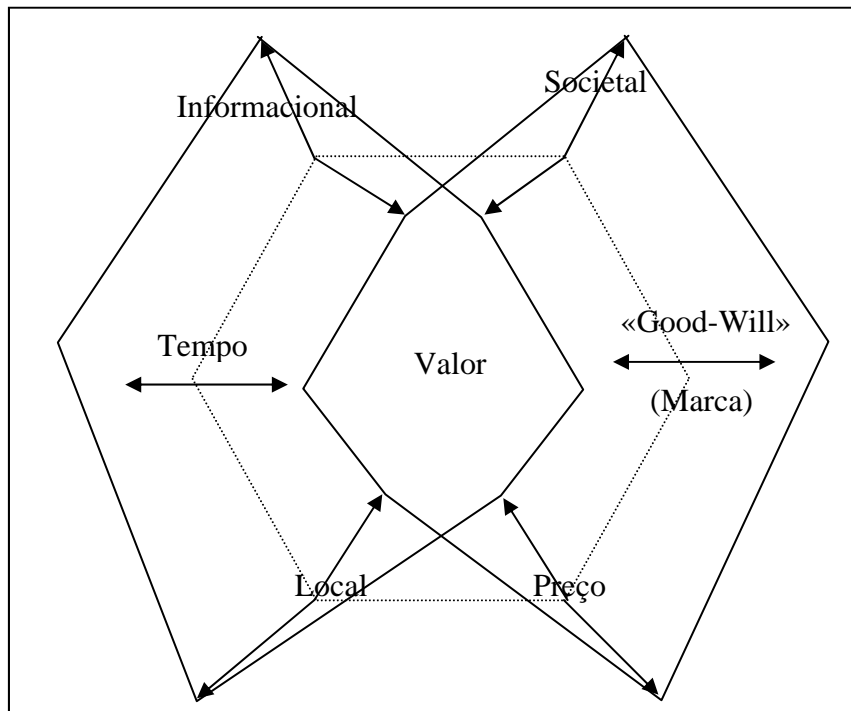 Societal
Informacional
«Good-Will»
Tempo
Valor
(Marca)
Local
Preço